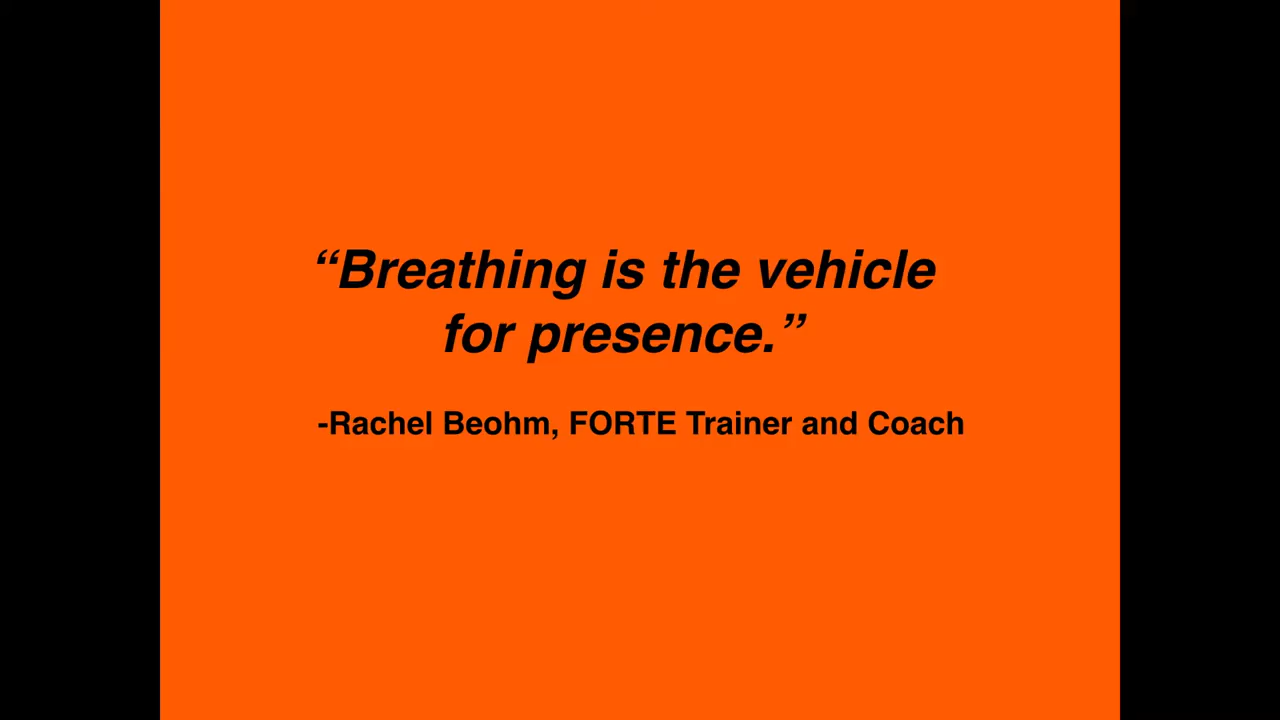 “Breathing is the vehicle
for presence.”
-Rachel Beohm, FORTE Trainer and Coach